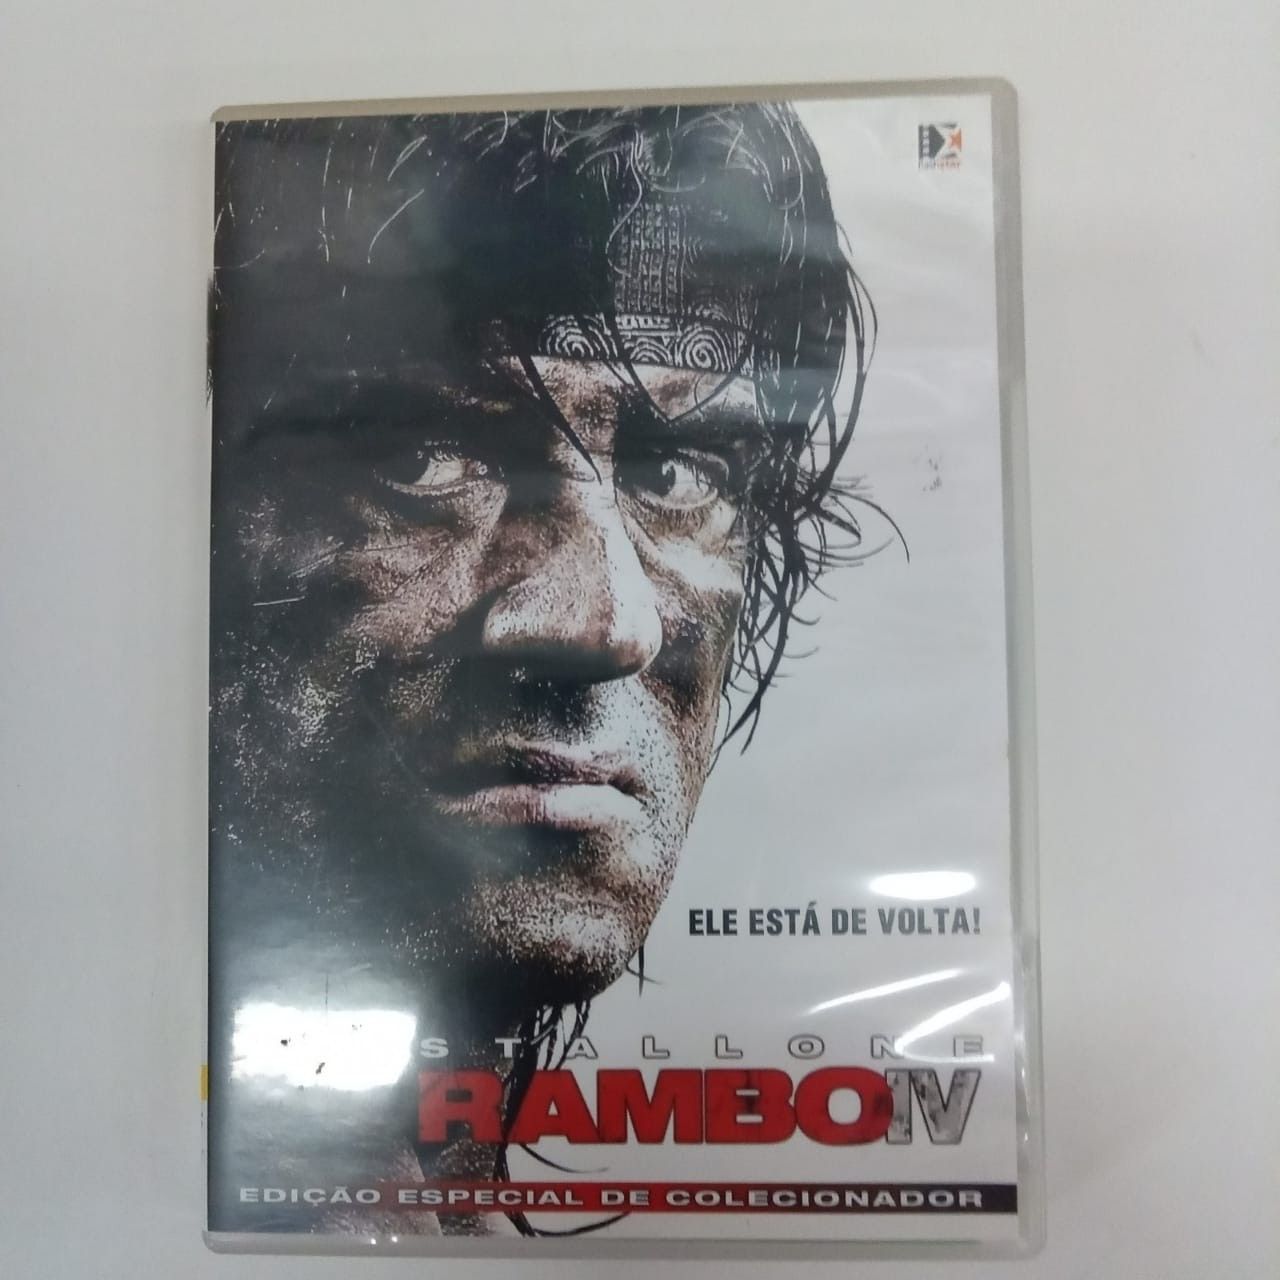 ELE ESTÁ DE VOLTA!
STALLONE
RAMBO IV
EDIÇÃO ESPECIAL DE COLECIONADOR